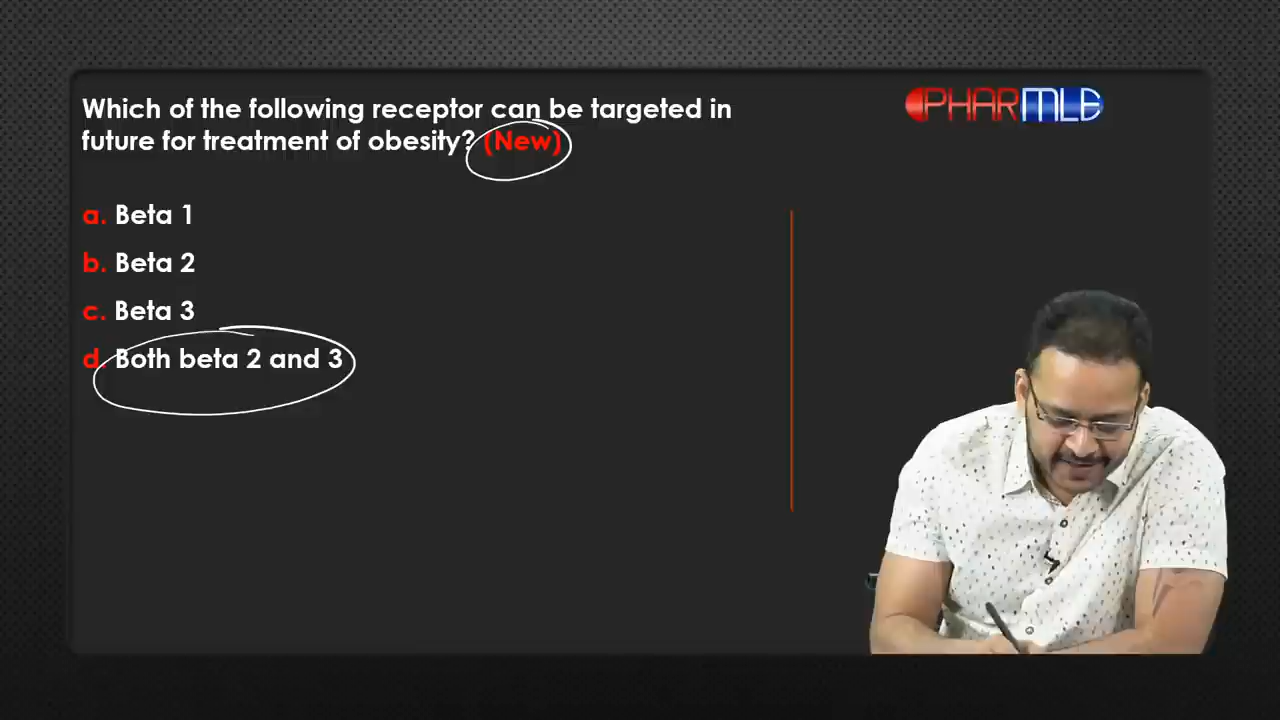 PHARMLE
Which of the following receptor can be targeted in
future for treatment of obesity? (New)
a. Beta 1
b. Beta 2
c. Beta 3
d. Both beta 2 and 3